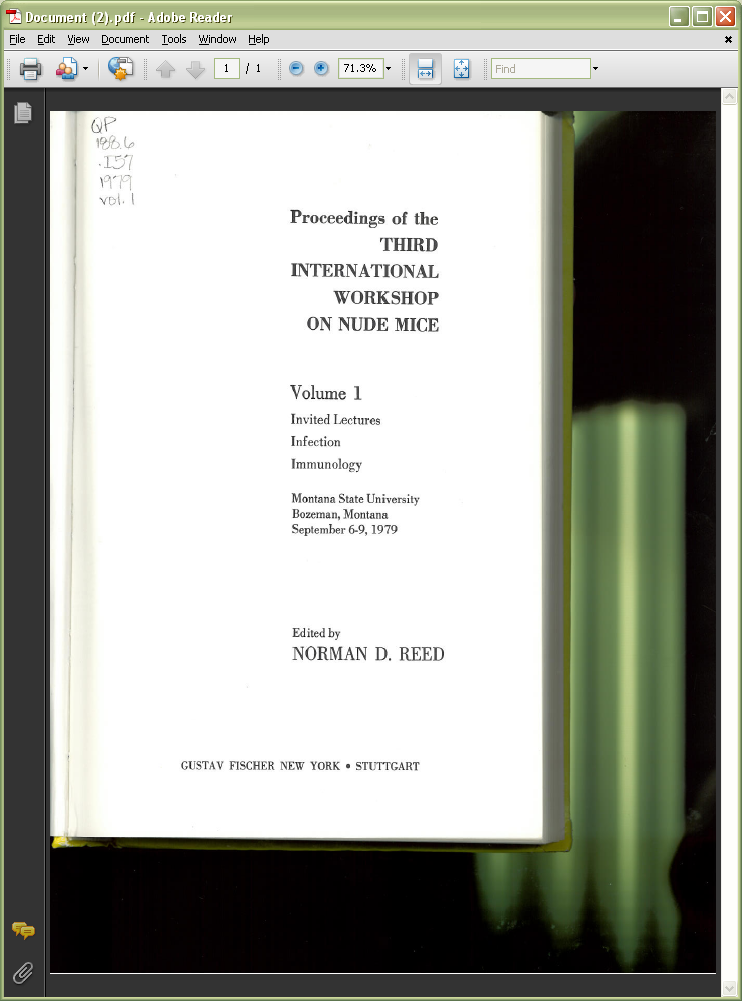 Document (2).pdf - Adobe Reader
File Edit View Document Tools Window Help
1 / 1 71.3% Find
QP
188.6
.I57
1979
vol. 1
Proceedings of the
THIRD
INTERNATIONAL
WORKSHOP
ON NUDE MICE
Volume 1
Invited Lectures
Infection
Immunology
Montana State University
Bozeman, Montana
September 6-9, 1979
Edited by
NORMAN D. REED
GUSTAV FISCHER NEW YORK • STUTTGART